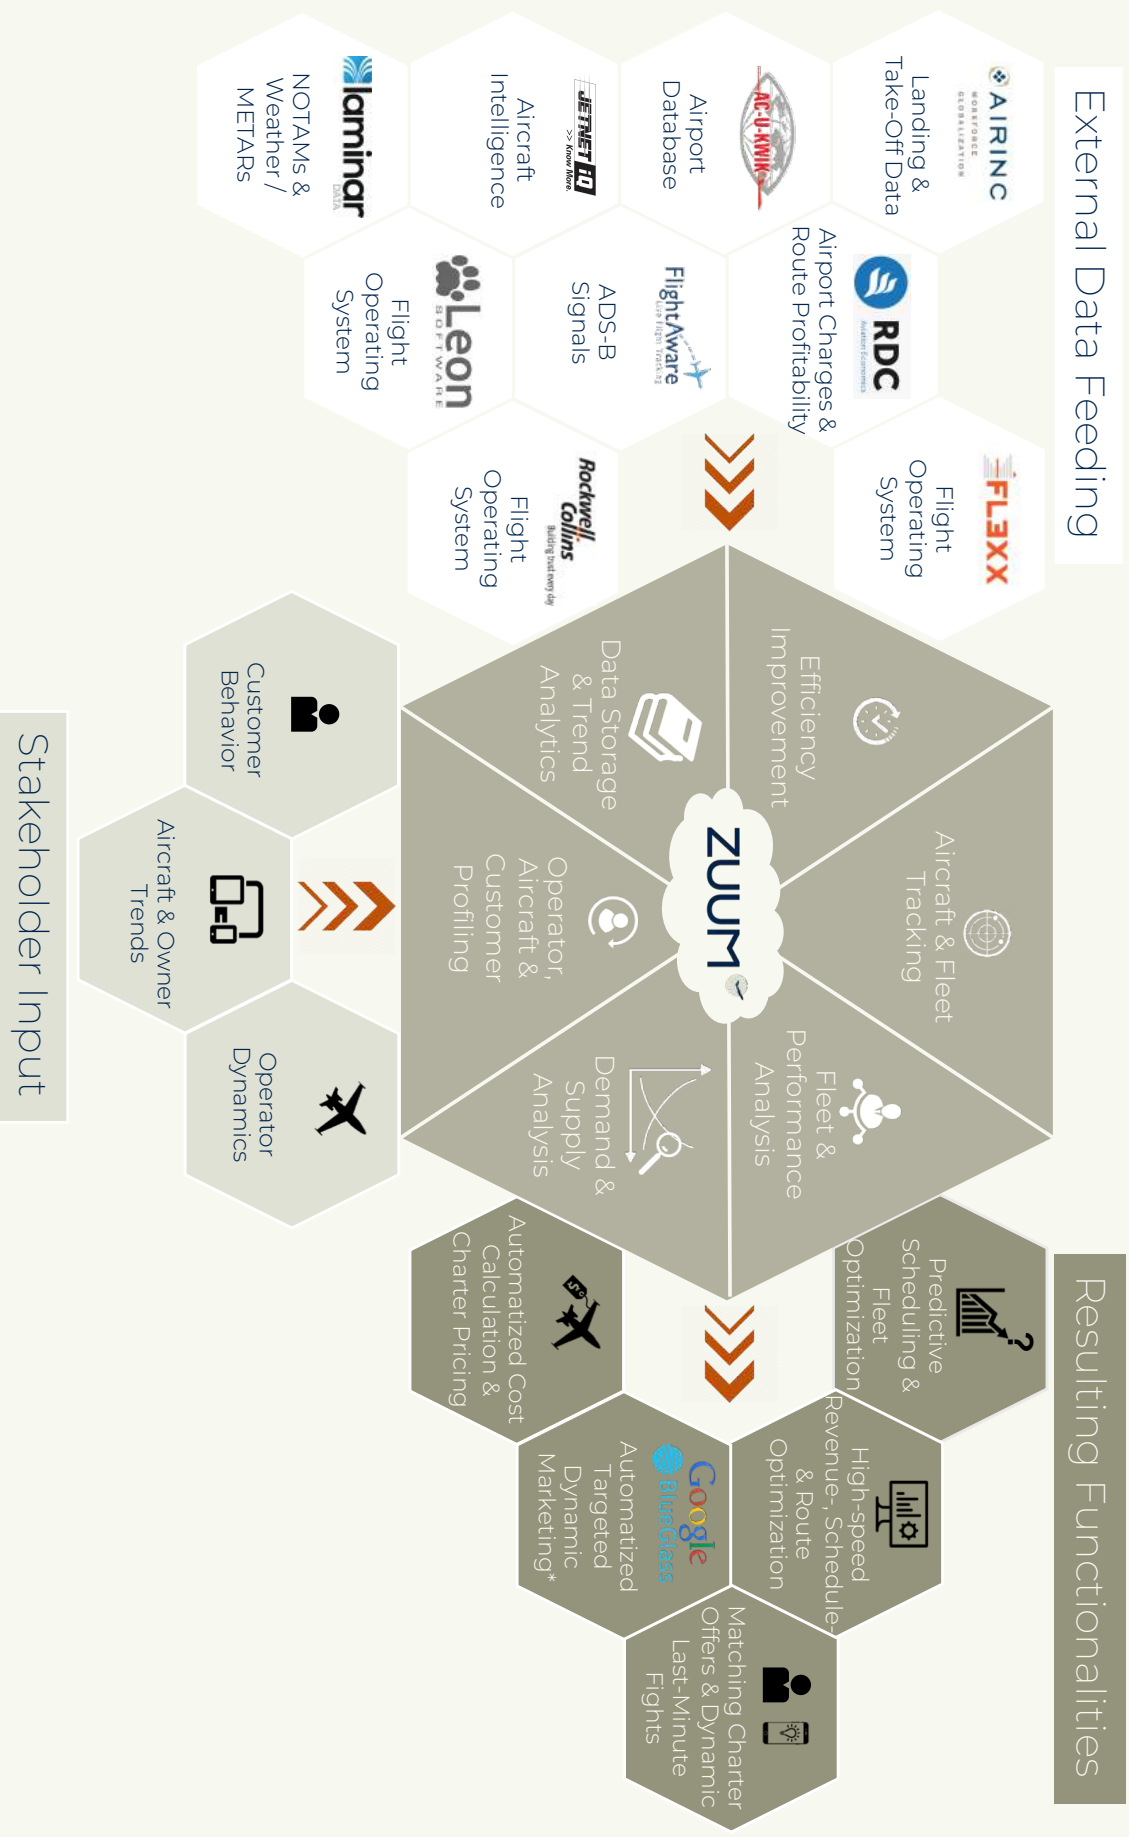 External Data Feeding
AIRINC
WORKFORCE
GLOBALIZATION
Landing &
Take-Off Data
AC-U-KWIK
Airport
Database
JETNET iQ
>> Know More.
Aircraft
Intelligence
laminar
DATA
NOTAMs &
Weather /
METARs
RDC
Aviation Economics
Airport Charges &
Route Profitability
FlightAware
Live Flight Tracking
ADS-B
Signals
Leon
SOFTWARE
Flight
Operating
System
FL3XX
Flight
Operating
System
Rockwell
Collins
Building trust every day
Flight
Operating
System
Efficiency
Improvement
Aircraft & Fleet
Tracking
Fleet &
Performance
Analysis
Data Storage
& Trend
Analytics
Operator,
Aircraft &
Customer
Profiling
Demand &
Supply
Analysis
ZUUM
Customer
Behavior
Aircraft & Owner
Trends
Operator
Dynamics
Stakeholder Input
Resulting Functionalities
?
Predictive
Scheduling &
Fleet
Optimization
High-speed
Revenue-, Schedule-
& Route
Optimization
$
Automatized Cost
Calculation &
Charter Pricing
Google
BlueGlass
Automatized
Targeted
Dynamic
Marketing*
Matching Charter
Offers & Dynamic
Last-Minute
Fights